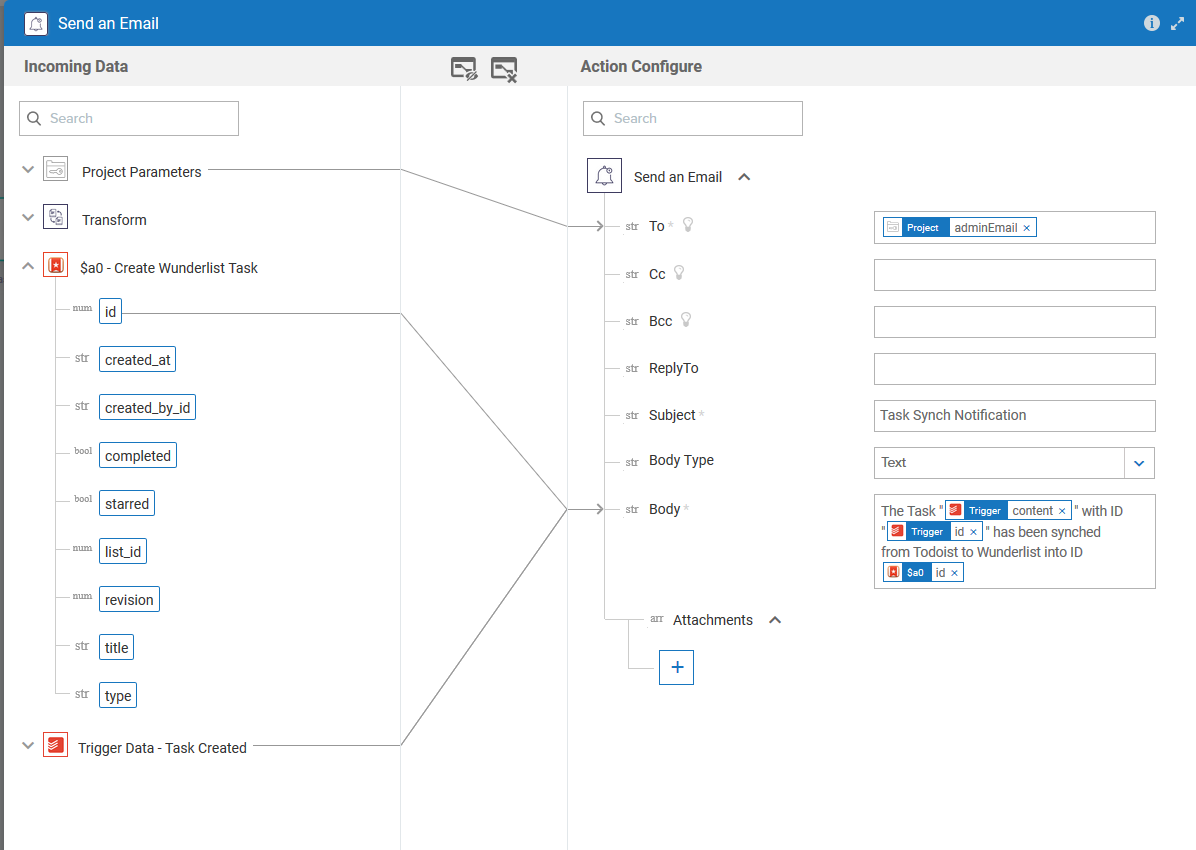 Send an Email
Incoming Data
Action Configure
Search
Search
Project Parameters
Transform
$a0 - Create Wunderlist Task
num id
str created_at
str created_by_id
bool completed
bool starred
num list_id
num revision
str title
str type
Trigger Data - Task Created
Send an Email
str To * Project adminEmail ×
str Cc
str Bcc
str ReplyTo
str Subject * Task Synch Notification
str Body Type Text
str Body *
The Task " Trigger content × " with ID
" Trigger id × " has been synched
from Todoist to Wunderlist into ID
$a0 id ×
arr Attachments
+